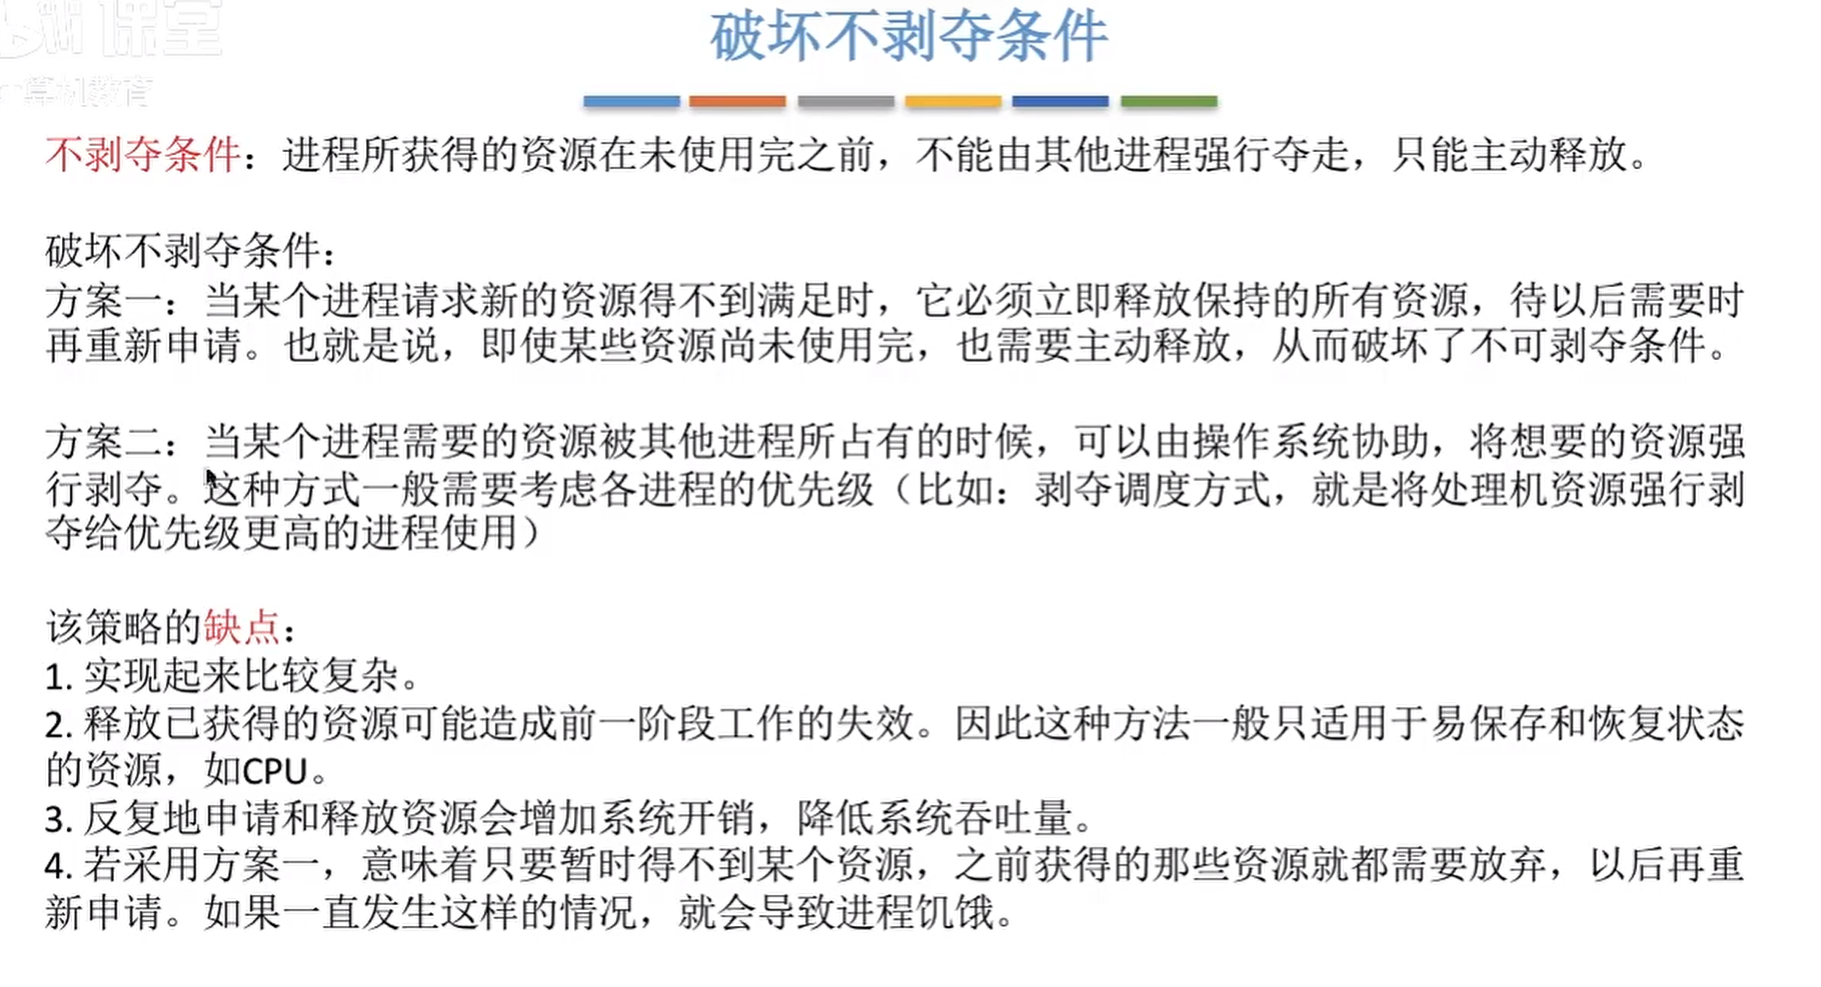 课堂
算机教育
破坏不剥夺条件
不剥夺条件：进程所获得的资源在未使用完之前，不能由其他进程强行夺走，只能主动释放。
破坏不剥夺条件：
方案一：当某个进程请求新的资源得不到满足时，它必须立即释放保持的所有资源，待以后需要时
再重新申请。也就是说，即使某些资源尚未使用完，也需要主动释放，从而破坏了不可剥夺条件。
方案二：当某个进程需要的资源被其他进程所占有的时候，可以由操作系统协助，将想要的资源强
行剥夺。这种方式一般需要考虑各进程的优先级（比如：剥夺调度方式，就是将处理机资源强行剥
夺给优先级更高的进程使用）
该策略的缺点：
1. 实现起来比较复杂。
2. 释放已获得的资源可能造成前一阶段工作的失效。因此这种方法一般只适用于易保存和恢复状态
的资源，如CPU。
3. 反复地申请和释放资源会增加系统开销，降低系统吞吐量。
4. 若采用方案一，意味着只要暂时得不到某个资源，之前获得的那些资源就都需要放弃，以后再重
新申请。如果一直发生这样的情况，就会导致进程饥饿。